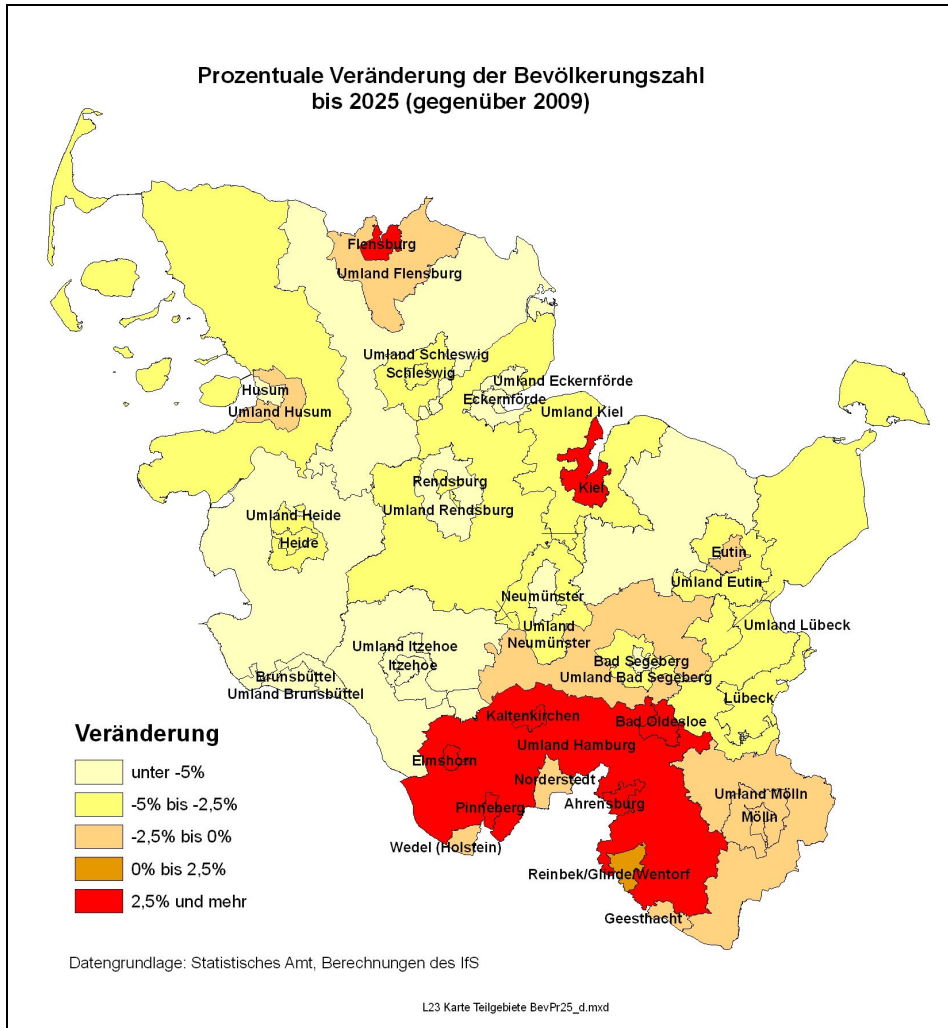 Prozentuale Veränderung der Bevölkerungszahl
bis 2025 (gegenüber 2009)
Flensburg
Umland Flensburg
Umland Schleswig
Schleswig
Umland Eckernförde
Eckernförde
Husum
Umland Husum
Umland Kiel
Kiel
Rendsburg
Umland Rendsburg
Umland Heide
Heide
Eutin
Umland Eutin
Neumünster
Umland
Neumünster
Umland Lübeck
Umland Itzehoe
Itzehoe
Bad Segeberg
Umland Bad Segeberg
Brunsbüttel
Umland Brunsbüttel
Lübeck
Kaltenkirchen
Bad Oldesloe
Umland Hamburg
Elmshorn
Norderstedt
Pinneberg
Ahrensburg
Umland Mölln
Mölln
Wedel (Holstein)
Reinbek/Glinde/Wentorf
Geesthacht
Veränderung
unter -5%
-5% bis -2,5%
-2,5% bis 0%
0% bis 2,5%
2,5% und mehr
Datengrundlage: Statistisches Amt, Berechnungen des IfS
L23 Karte Teilgebiete BevPr25_d.mxd